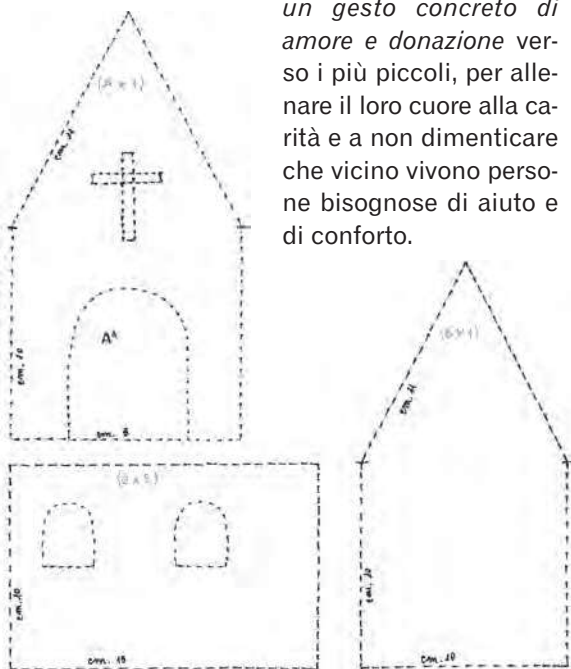 un gesto concreto di
amore e donazione ver-
so i più piccoli, per alle-
nare il loro cuore alla ca-
rità e a non dimenticare
che vicino vivono perso-
ne bisognose di aiuto e
di conforto.
cm.
cm. 10
cm.
cm.
cm. 10
cm.
cm. 10
cm. 10